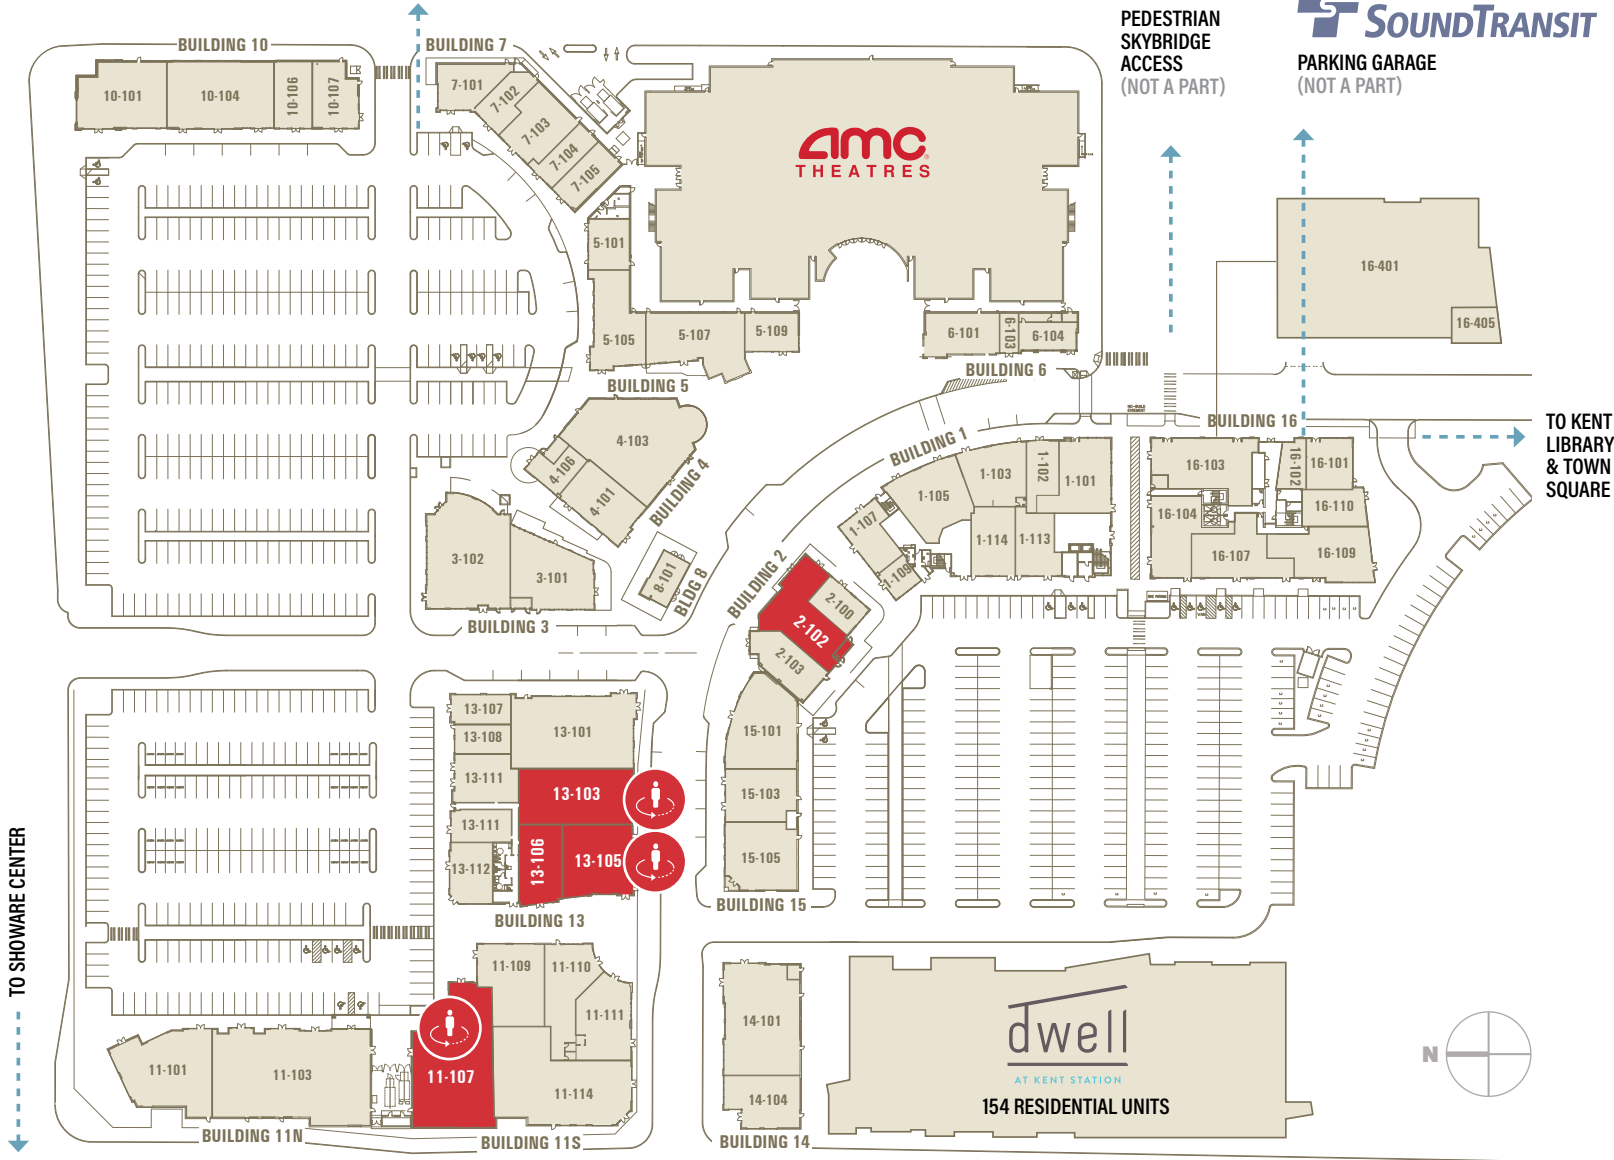 PEDESTRIAN
SKYBRIDGE
ACCESS
(NOT A PART)
SOUNDTRANSIT
PARKING GARAGE
(NOT A PART)
BUILDING 10
10-101
10-104
10-106
10-107
BUILDING 7
7-101
7-102
7-103
7-104
7-105
amc
THEATRES
5-101
5-105
5-107
5-109
BUILDING 5
6-101
6-103
6-104
BUILDING 6
16-401
16-405
BUILDING 16
TO KENT
LIBRARY
& TOWN
SQUARE
4-103
4-106
4-101
BUILDING 4
BUILDING 1
1-105
1-103
1-102
1-101
1-107
1-109
1-114
1-113
16-103
16-102
16-101
16-104
16-110
16-107
16-109
3-102
3-101
BUILDING 3
8-101
BLDG 8
BUILDING 2
2-100
2-102
2-103
13-107
13-108
13-101
13-111
13-103
13-111
13-106
13-105
13-112
BUILDING 13
15-101
15-103
15-105
BUILDING 15
TO SHOWARE CENTER
11-109
11-110
11-111
11-101
11-103
11-107
11-114
BUILDING 11N
BUILDING 11S
14-101
14-104
BUILDING 14
dwell
AT KENT STATION
154 RESIDENTIAL UNITS
N